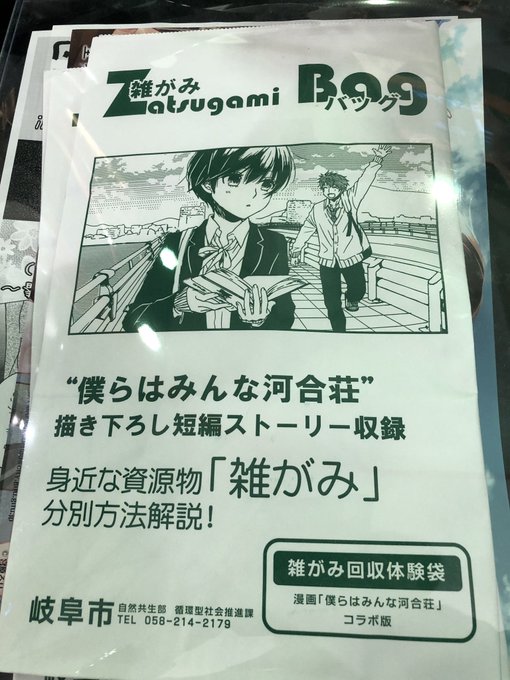 雑がみ
Zatsugami Bag
バッグ
“僕らはみんな河合荘”
描き下ろし短編ストーリー収録
身近な資源物「雑がみ」
分別方法解説！
雑がみ回収体験袋
漫画「僕らはみんな河合荘」
コラボ版
岐阜市 自然共生部 循環型社会推進課
TEL 058-214-2179